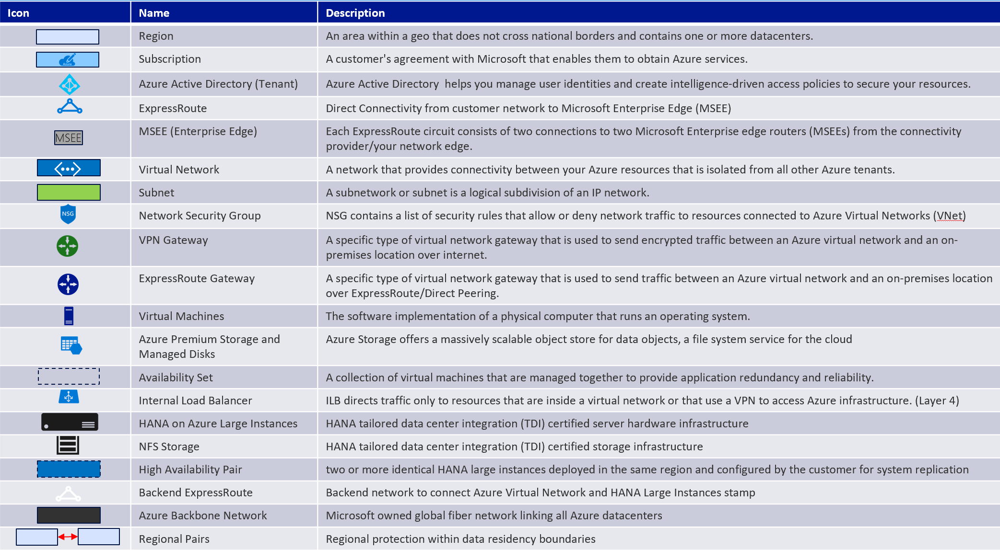 Icon Name Description
Region An area within a geo that does not cross national borders and contains one or more datacenters.
Azure Subscription A customer's agreement with Microsoft that enables them to obtain Azure services.
Azure Active Directory (Tenant) Azure Active Directory  helps you manage user identities and create intelligence-driven access policies to secure your resources.
ExpressRoute Direct Connectivity from customer network to Microsoft Enterprise Edge (MSEE)
MSEE MSEE (Enterprise Edge) Each ExpressRoute circuit consists of two connections to two Microsoft Enterprise edge routers (MSEEs) from the connectivity
provider/your network edge.
Virtual Network A network that provides connectivity between your Azure resources that is isolated from all other Azure tenants.
Subnet A subnetwork or subnet is a logical subdivision of an IP network.
NSG Network Security Group NSG contains a list of security rules that allow or deny network traffic to resources connected to Azure Virtual Networks (VNet)
VPN Gateway A specific type of virtual network gateway that is used to send encrypted traffic between an Azure virtual network and an on-
premises location over internet.
ExpressRoute Gateway A specific type of virtual network gateway that is used to send traffic between an Azure virtual network and an on-premises location
over ExpressRoute/Direct Peering.
Virtual Machines The software implementation of a physical computer that runs an operating system.
Azure Premium Storage and Azure Storage offers a massively scalable object store for data objects, a file system service for the cloud
Managed Disks
Availability Set A collection of virtual machines that are managed together to provide application redundancy and reliability.
Internal Load Balancer ILB directs traffic only to resources that are inside a virtual network or that use a VPN to access Azure infrastructure. (Layer 4)
HANA on Azure Large Instances HANA tailored data center integration (TDI) certified server hardware infrastructure
NFS Storage HANA tailored data center integration (TDI) certified storage infrastructure
High Availability Pair two or more identical HANA large instances deployed in the same region and configured by the customer for system replication
Backend ExpressRoute Backend network to connect Azure Virtual Network and HANA Large Instances stamp
Azure Backbone Network Microsoft owned global fiber network linking all Azure datacenters
Regional Pairs Regional protection within data residency boundaries